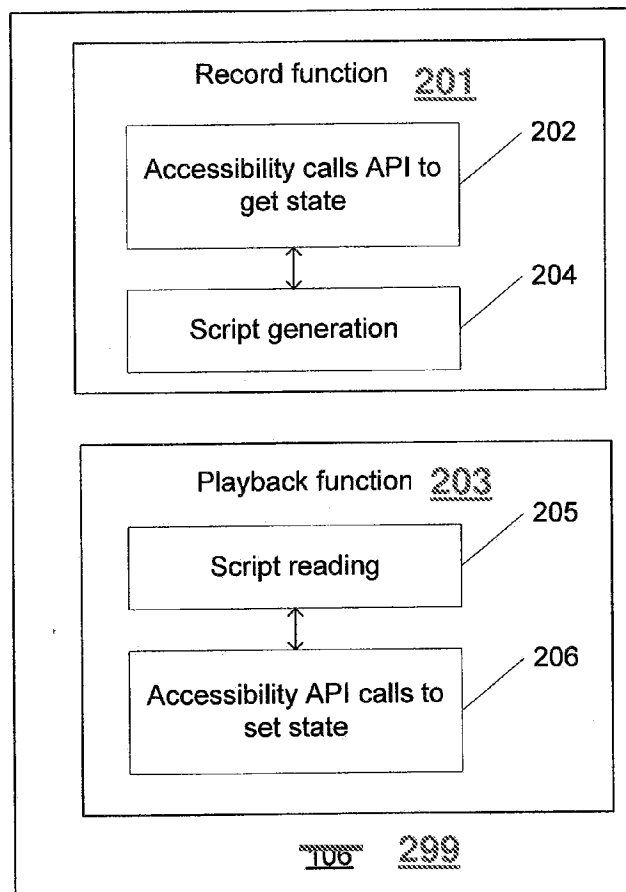 Record function 201
202
Accessibility calls API to
get state
204
Script generation
Playback function 203
205
Script reading
206
Accessibility API calls to
set state
106 299